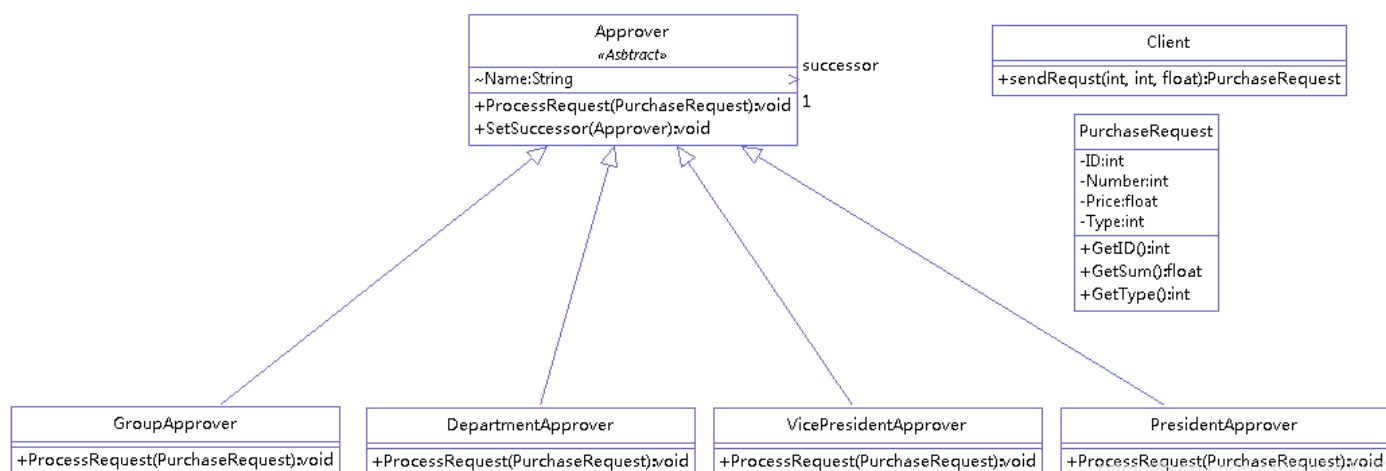 Approver
«Asbtract»
~Name:String
+ProcessRequest(PurchaseRequest):void
+SetSuccessor(Approver):void
successor
1
Client
+sendRequst(int, int, float):PurchaseRequest
PurchaseRequest
-ID:int
-Number:int
-Price:float
-Type:int
+GetID():int
+GetSum():float
+GetType():int
GroupApprover
+ProcessRequest(PurchaseRequest):void
DepartmentApprover
+ProcessRequest(PurchaseRequest):void
VicePresidentApprover
+ProcessRequest(PurchaseRequest):void
PresidentApprover
+ProcessRequest(PurchaseRequest):void